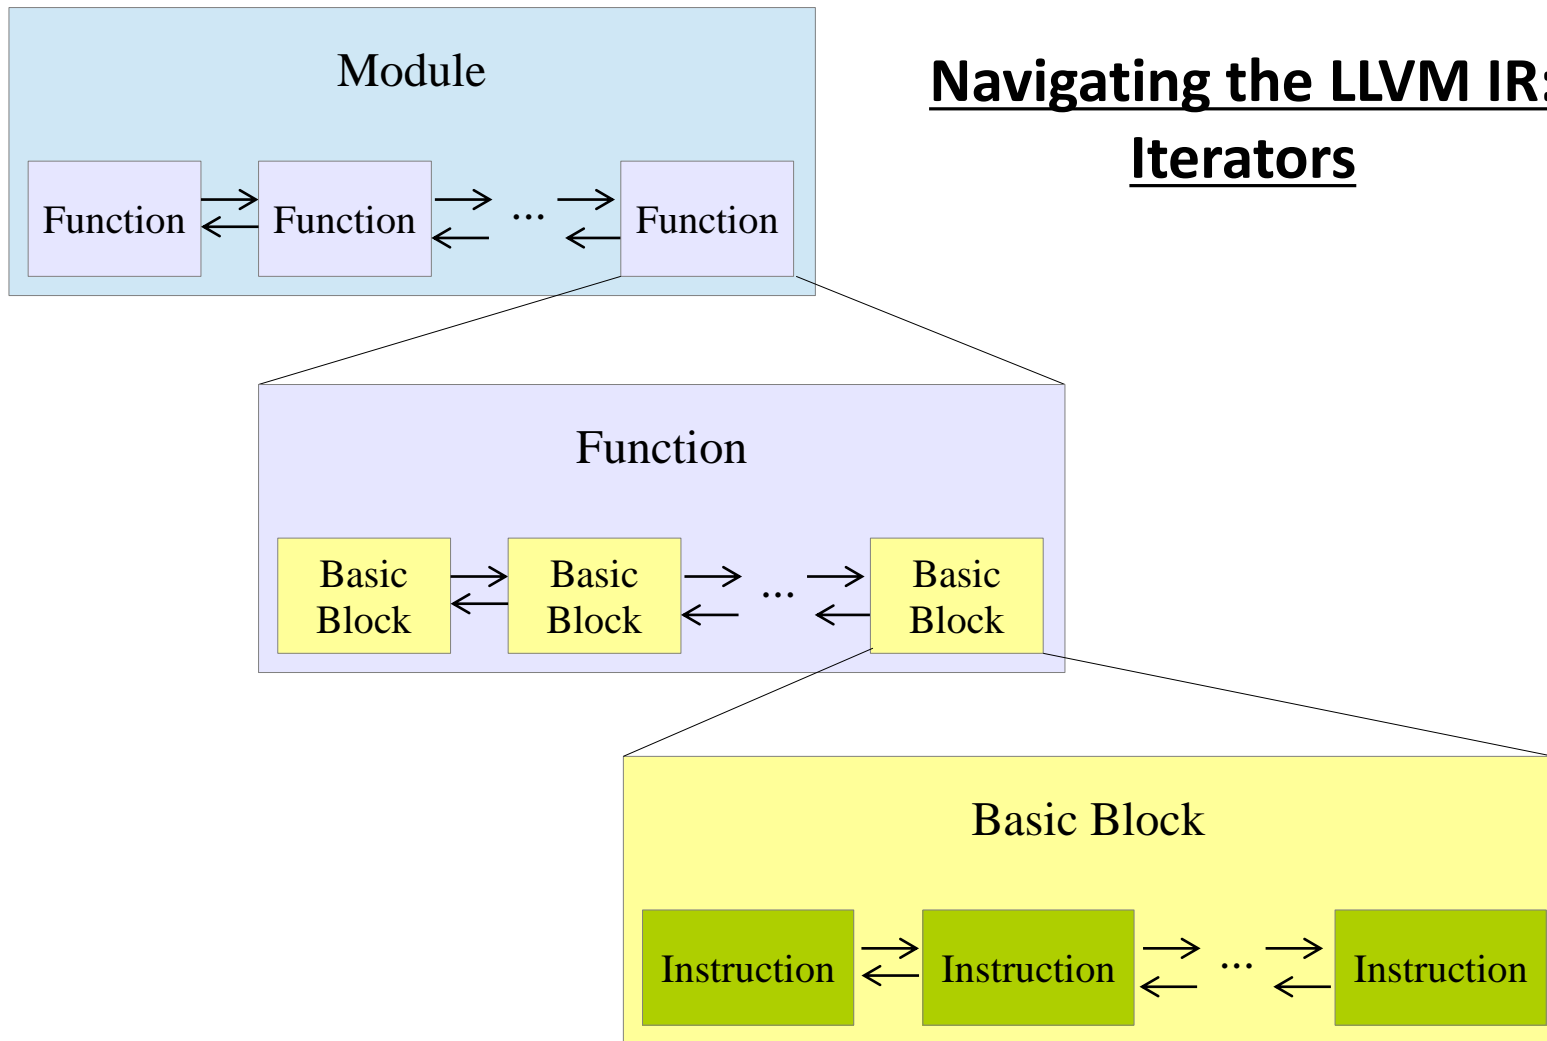 Navigating the LLVM IR:
Iterators
Module
Function Function ... Function
Function
Basic Basic ... Basic
Block Block Block
Basic Block
Instruction Instruction ... Instruction